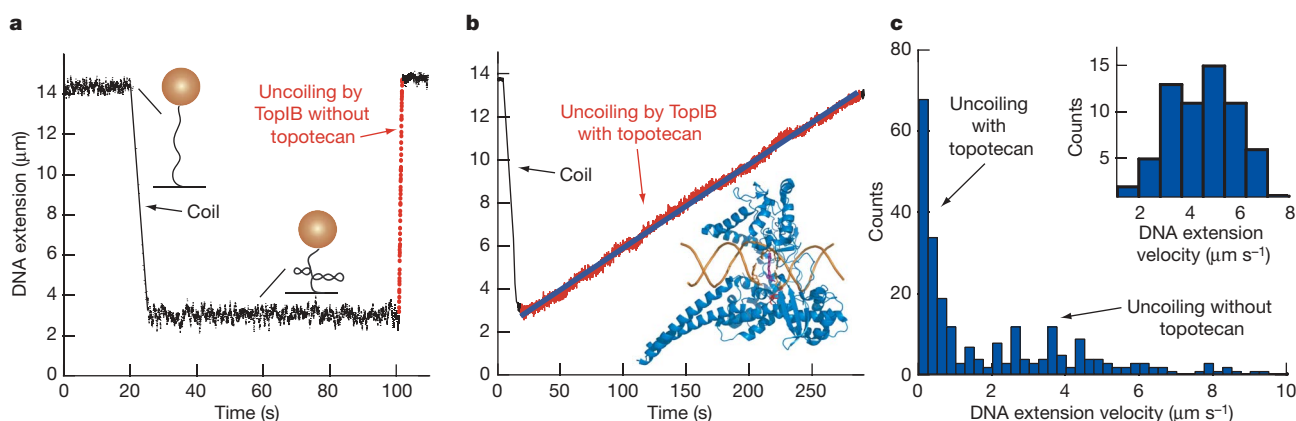 a
DNA extension (μm)
14
12
10
8
6
4
2
0
0
20
40
60
80
100
Time (s)
Coil
Uncoiling by
TopIB without
topotecan
b
14
12
10
8
6
4
2
0
0
50
100
150
200
250
Time (s)
Coil
Uncoiling by TopIB
with topotecan
c
Counts
80
60
40
20
0
0
2
4
6
8
10
DNA extension velocity (μm s⁻¹)
Uncoiling
with
topotecan
Uncoiling without
topotecan
Counts
15
10
5
2
4
6
8
DNA extension
velocity (μm s⁻¹)